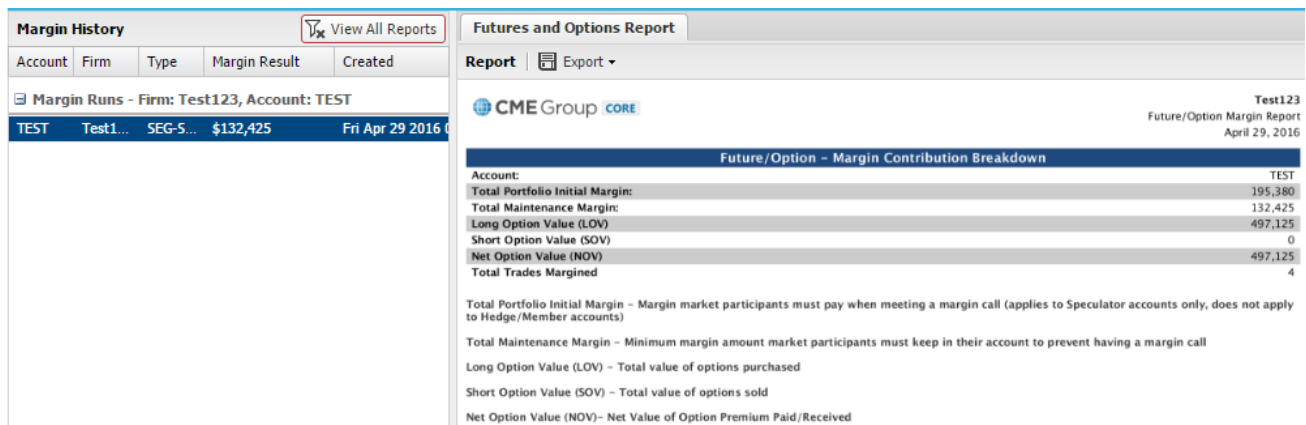 Margin History
View All Reports
Account Firm Type Margin Result Created
Margin Runs - Firm: Test123, Account: TEST
TEST Test1... SEG-S... $132,425 Fri Apr 29 2016
Futures and Options Report
Report Export
CME Group CORE
Test123
Future/Option Margin Report
April 29, 2016
Future/Option – Margin Contribution Breakdown
Account: TEST
Total Portfolio Initial Margin: 195,380
Total Maintenance Margin: 132,425
Long Option Value (LOV) 497,125
Short Option Value (SOV) 0
Net Option Value (NOV) 497,125
Total Trades Margined 4
Total Portfolio Initial Margin – Margin market participants must pay when meeting a margin call (applies to Speculator accounts only, does not apply
to Hedge/Member accounts)
Total Maintenance Margin – Minimum margin amount market participants must keep in their account to prevent having a margin call
Long Option Value (LOV) – Total value of options purchased
Short Option Value (SOV) – Total value of options sold
Net Option Value (NOV)– Net Value of Option Premium Paid/Received